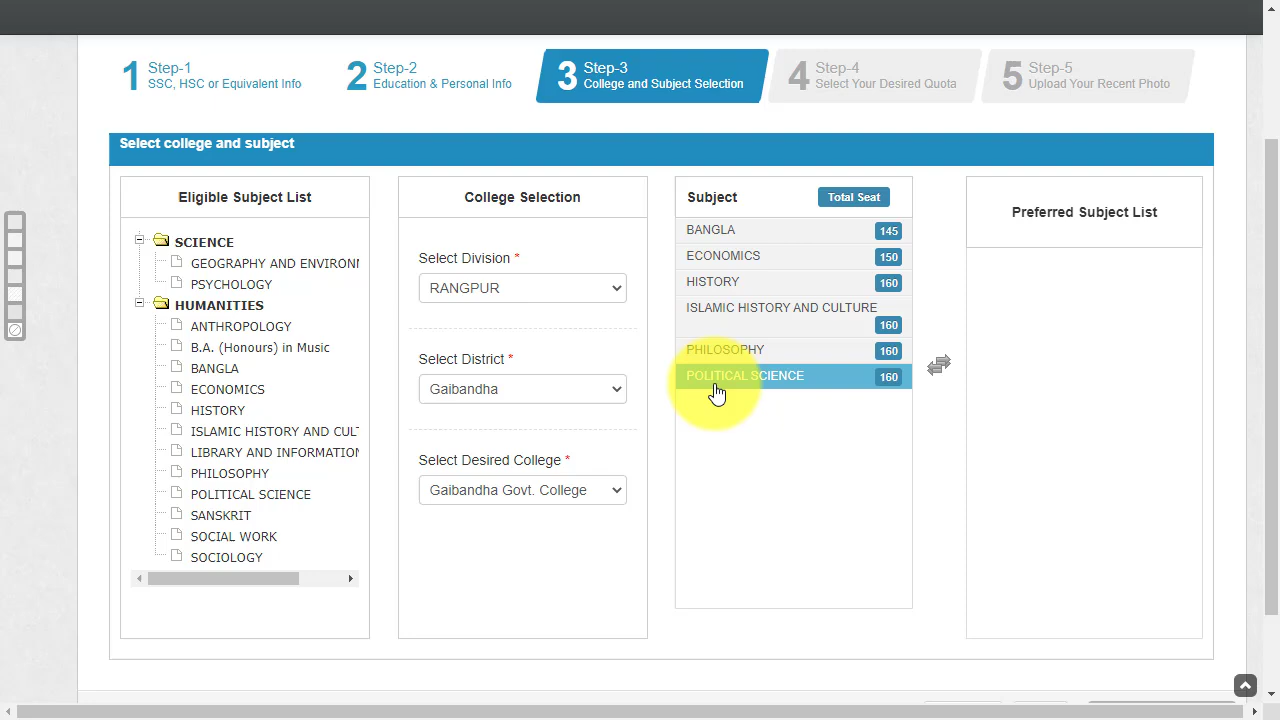 1 Step-1
SSC, HSC or Equivalent Info
2 Step-2
Education & Personal Info
3 Step-3
College and Subject Selection
4 Step-4
Select Your Desired Quota
5 Step-5
Upload Your Recent Photo
Select college and subject
Eligible Subject List
SCIENCE
GEOGRAPHY AND ENVIRON
PSYCHOLOGY
HUMANITIES
ANTHROPOLOGY
B.A. (Honours) in Music
BANGLA
ECONOMICS
HISTORY
ISLAMIC HISTORY AND CULT
LIBRARY AND INFORMATION
PHILOSOPHY
POLITICAL SCIENCE
SANSKRIT
SOCIAL WORK
SOCIOLOGY
College Selection
Select Division *
RANGPUR
Select District *
Gaibandha
Select Desired College *
Gaibandha Govt. College
Subject Total Seat
BANGLA 145
ECONOMICS 150
HISTORY 160
ISLAMIC HISTORY AND CULTURE
160
PHILOSOPHY 160
POLITICAL SCIENCE 160
Preferred Subject List